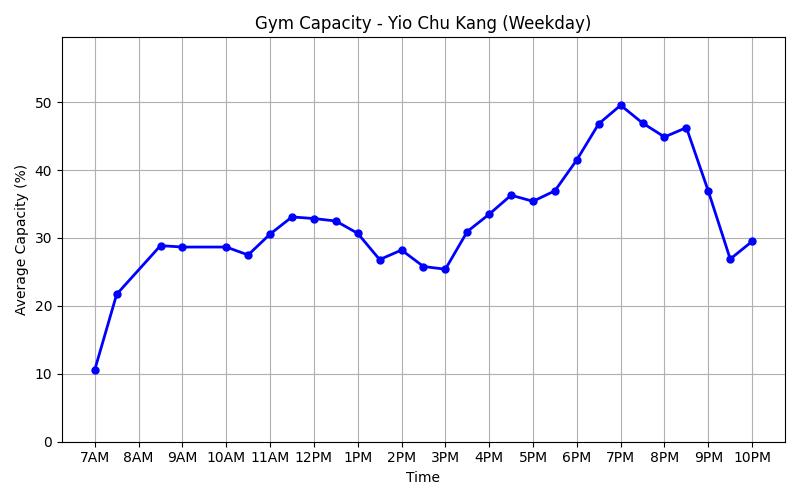 Gym Capacity - Yio Chu Kang (Weekday)
Average Capacity (%)
50
40
30
20
10
0
7AM 8AM 9AM 10AM 11AM 12PM 1PM 2PM 3PM 4PM 5PM 6PM 7PM 8PM 9PM 10PM
Time